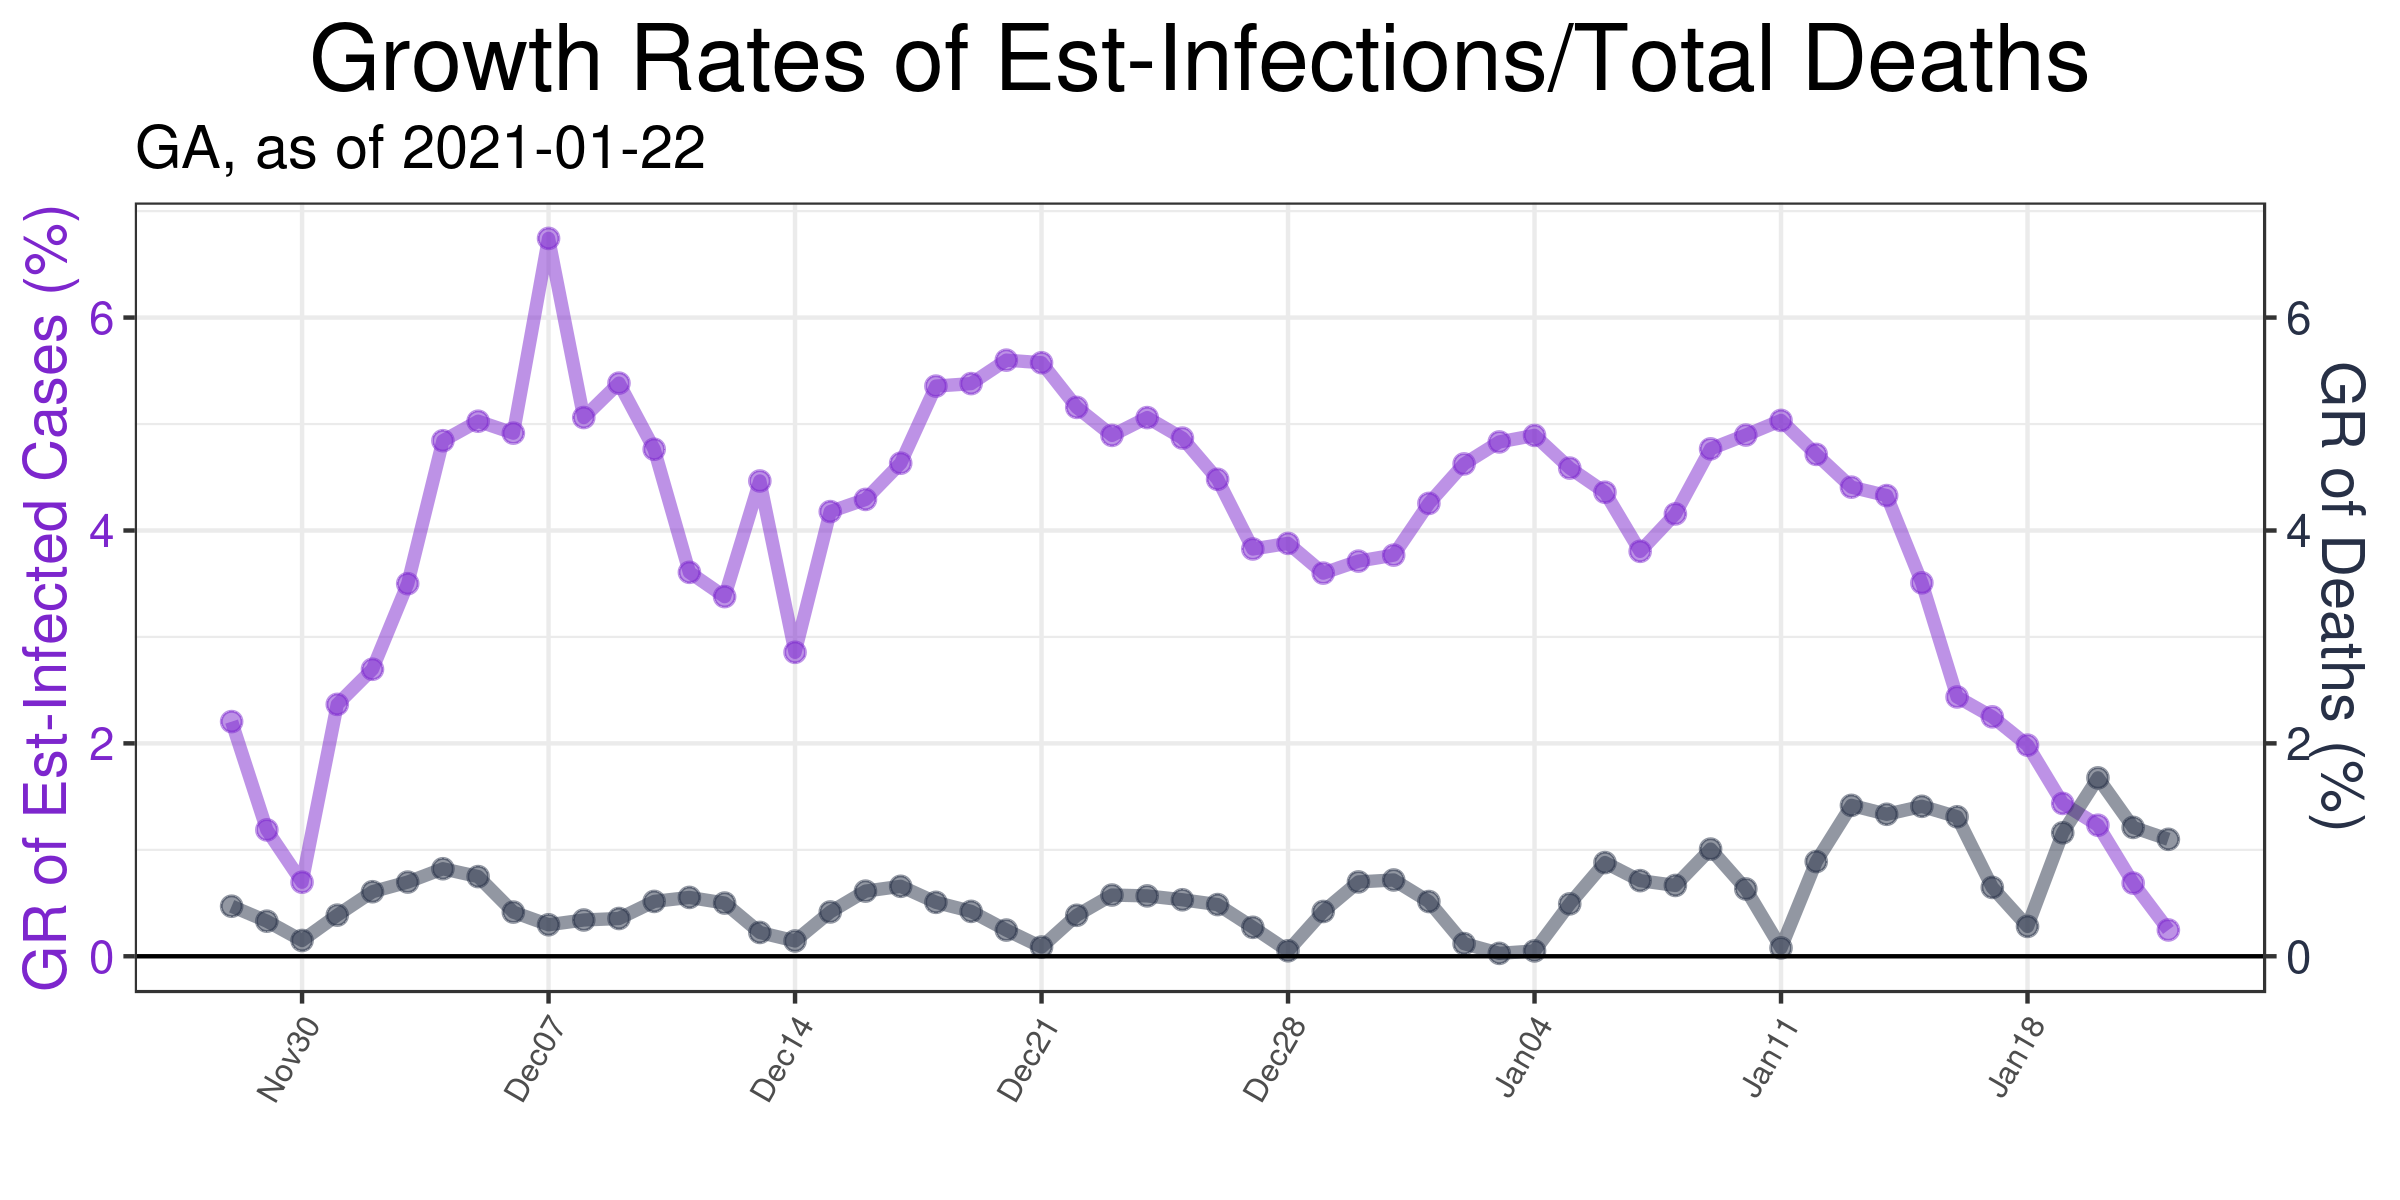 Growth Rates of Est-Infections/Total Deaths
GA, as of 2021-01-22
GR of Est-Infected Cases (%)
6
4
2
0
6
4
2
0
GR of Deaths (%)
Nov30
Dec07
Dec14
Dec21
Dec28
Jan04
Jan11
Jan18